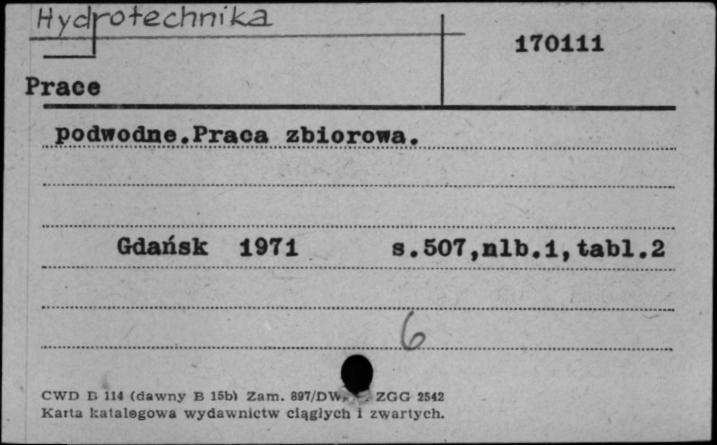 Hydrotechnika
170111
Prace
podwodne.Praca zbiorowa.
Gdańsk 1971 s.507,nlb.1,tabl.2
6
CWD B 114 (dawny B 15b) Zam. 897/DW ZGG 2542
Karta katalogowa wydawnictw ciągłych i zwartych.